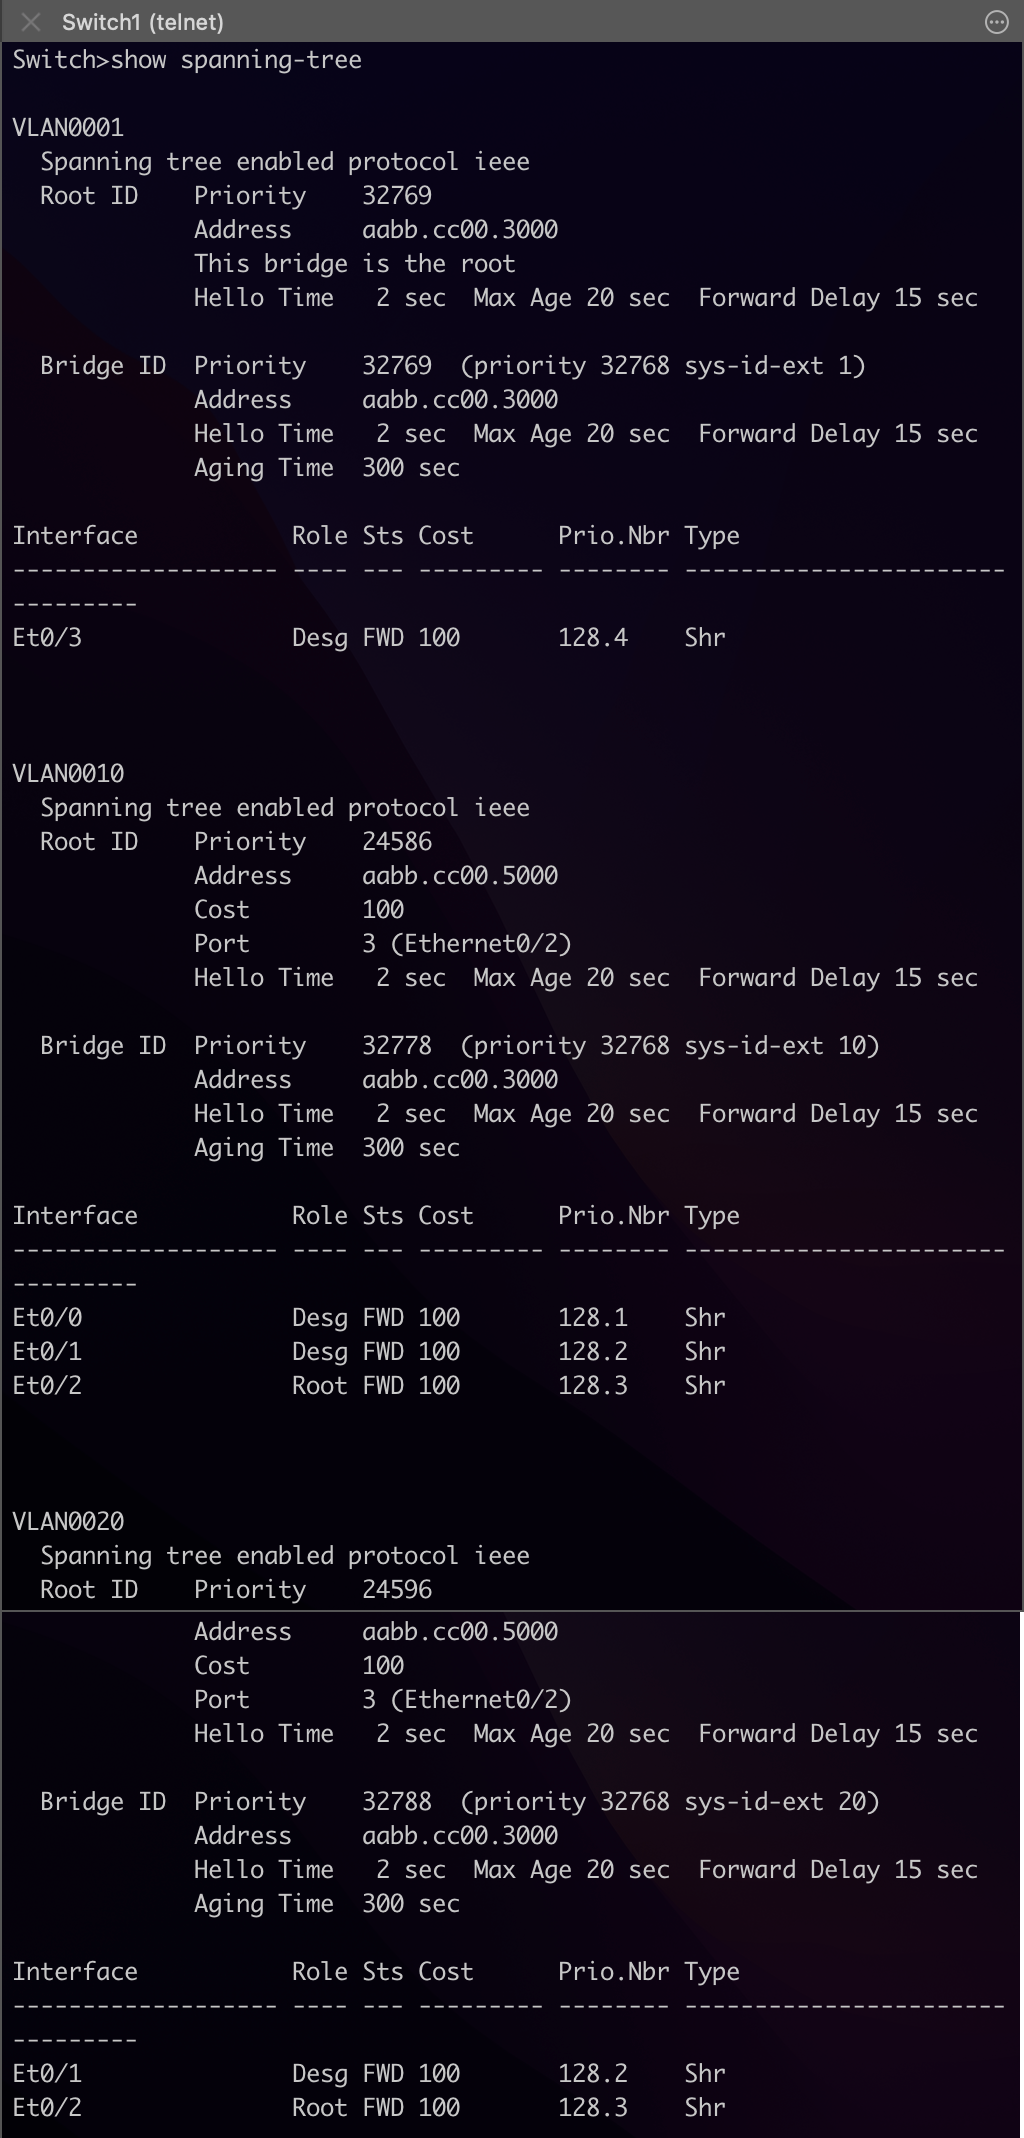 Switch1 (telnet)
Switch>show spanning-tree
VLAN0001
  Spanning tree enabled protocol ieee
  Root ID    Priority    32769
             Address     aabb.cc00.3000
             This bridge is the root
             Hello Time   2 sec  Max Age 20 sec  Forward Delay 15 sec
  Bridge ID  Priority    32769  (priority 32768 sys-id-ext 1)
             Address     aabb.cc00.3000
             Hello Time   2 sec  Max Age 20 sec  Forward Delay 15 sec
             Aging Time  300 sec
Interface           Role Sts Cost      Prio.Nbr Type
------------------- ---- --- --------- -------- -----------------------
---------
Et0/3               Desg FWD 100       128.4    Shr
VLAN0010
  Spanning tree enabled protocol ieee
  Root ID    Priority    24586
             Address     aabb.cc00.5000
             Cost        100
             Port        3 (Ethernet0/2)
             Hello Time   2 sec  Max Age 20 sec  Forward Delay 15 sec
  Bridge ID  Priority    32778  (priority 32768 sys-id-ext 10)
             Address     aabb.cc00.3000
             Hello Time   2 sec  Max Age 20 sec  Forward Delay 15 sec
             Aging Time  300 sec
Interface           Role Sts Cost      Prio.Nbr Type
------------------- ---- --- --------- -------- -----------------------
---------
Et0/0               Desg FWD 100       128.1    Shr
Et0/1               Desg FWD 100       128.2    Shr
Et0/2               Root FWD 100       128.3    Shr
VLAN0020
  Spanning tree enabled protocol ieee
  Root ID    Priority    24596
             Address     aabb.cc00.5000
             Cost        100
             Port        3 (Ethernet0/2)
             Hello Time   2 sec  Max Age 20 sec  Forward Delay 15 sec
  Bridge ID  Priority    32788  (priority 32768 sys-id-ext 20)
             Address     aabb.cc00.3000
             Hello Time   2 sec  Max Age 20 sec  Forward Delay 15 sec
             Aging Time  300 sec
Interface           Role Sts Cost      Prio.Nbr Type
------------------- ---- --- --------- -------- -----------------------
---------
Et0/1               Desg FWD 100       128.2    Shr
Et0/2               Root FWD 100       128.3    Shr